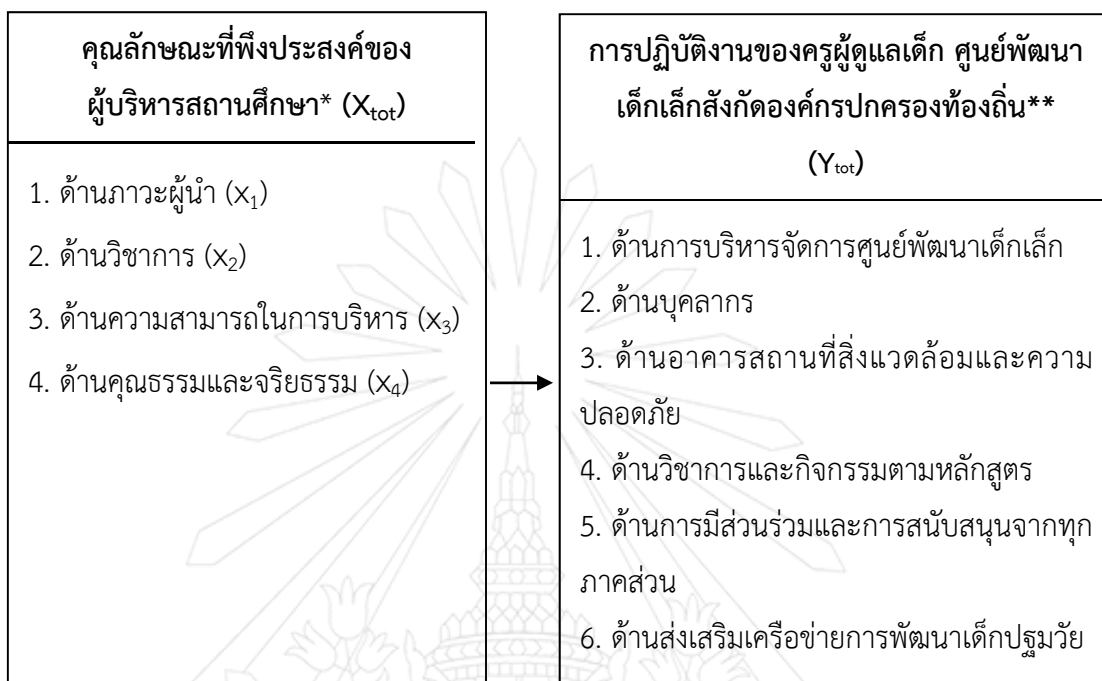 คุณลักษณะที่พึงประสงค์ของ
ผู้บริหารสถานศึกษา* (Xtot)
1. ด้านภาวะผู้นำ (x1)
2. ด้านวิชาการ (x2)
3. ด้านความสามารถในการบริหาร (x3)
4. ด้านคุณธรรมและจริยธรรม (x4)
การปฏิบัติงานของครูผู้ดูแลเด็ก ศูนย์พัฒนา
เด็กเล็กสังกัดองค์กรปกครองท้องถิ่น**
(Ytot)
1. ด้านการบริหารจัดการศูนย์พัฒนาเด็กเล็ก
2. ด้านบุคลากร
3. ด้านอาคารสถานที่สิ่งแวดล้อมและความ
ปลอดภัย
4. ด้านวิชาการและกิจกรรมตามหลักสูตร
5. ด้านการมีส่วนร่วมและการสนับสนุนจากทุก
ภาคส่วน
6. ด้านส่งเสริมเครือข่ายการพัฒนาเด็กปฐมวัย